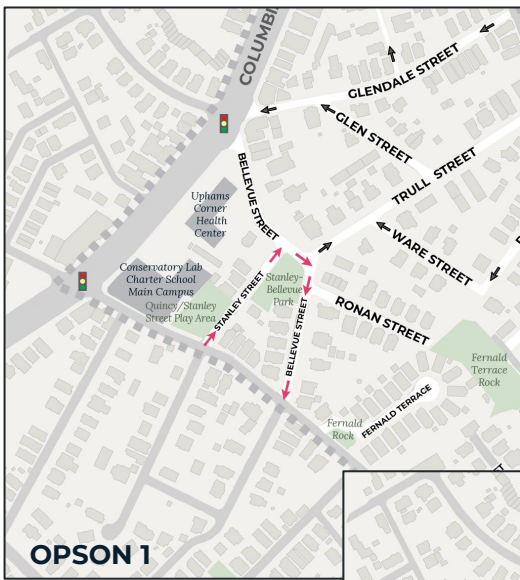 COLUMBI
GLENDALE STREET
GLEN STREET
TRULL STREET
BELLEVUE STREET
WARE STREET
Uphams
Corner
Health
Center
Conservatory Lab
Charter School
Main Campus
Quincy/Stanley
Street Play Area
STANLEY STREET
Stanley-
Bellevue
Park
BELLEVUE STREET
RONAN STREET
Fernald
Terrace
Rock
FERNALD TERRACE
Fernald
Rock
OPSON 1